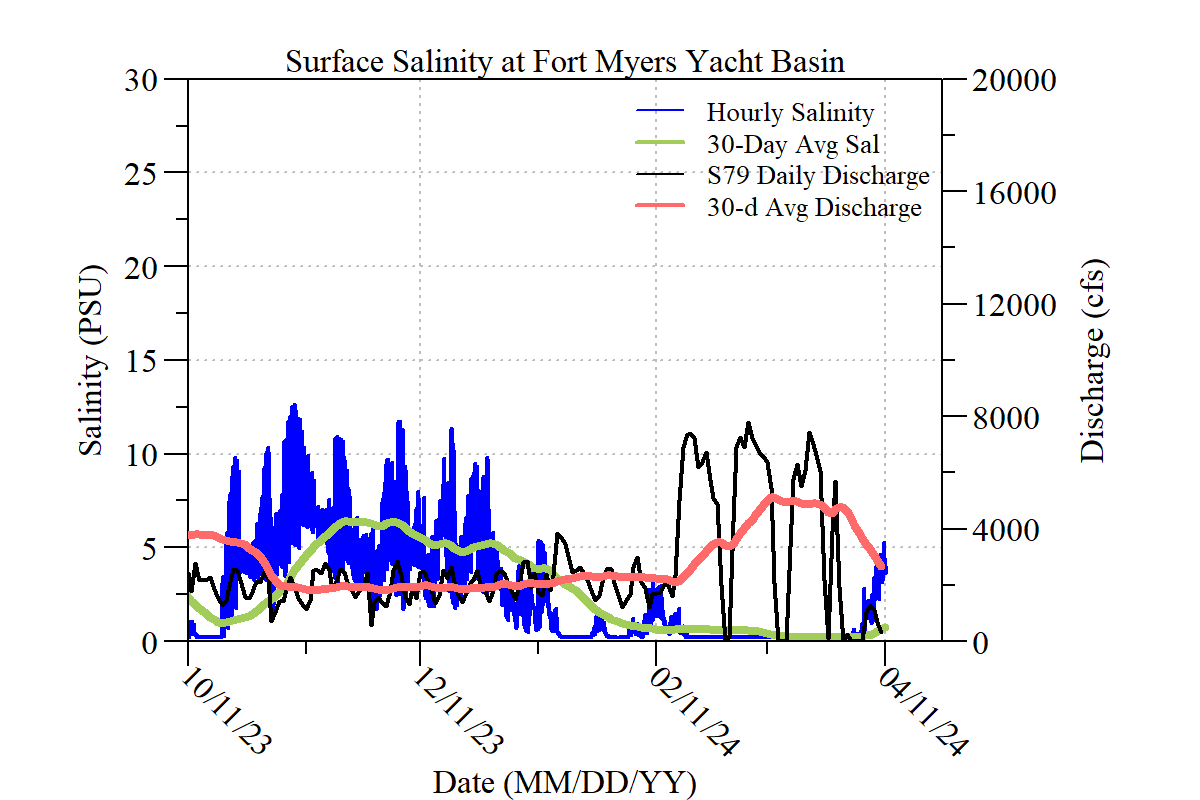 Surface Salinity at Fort Myers Yacht Basin
30
25
20
15
10
5
0
Salinity (PSU)
Hourly Salinity
30-Day Avg Sal
S79 Daily Discharge
30-d Avg Discharge
20000
16000
12000
8000
4000
0
Discharge (cfs)
10/11/23
12/11/23
02/11/24
04/11/24
Date (MM/DD/YY)